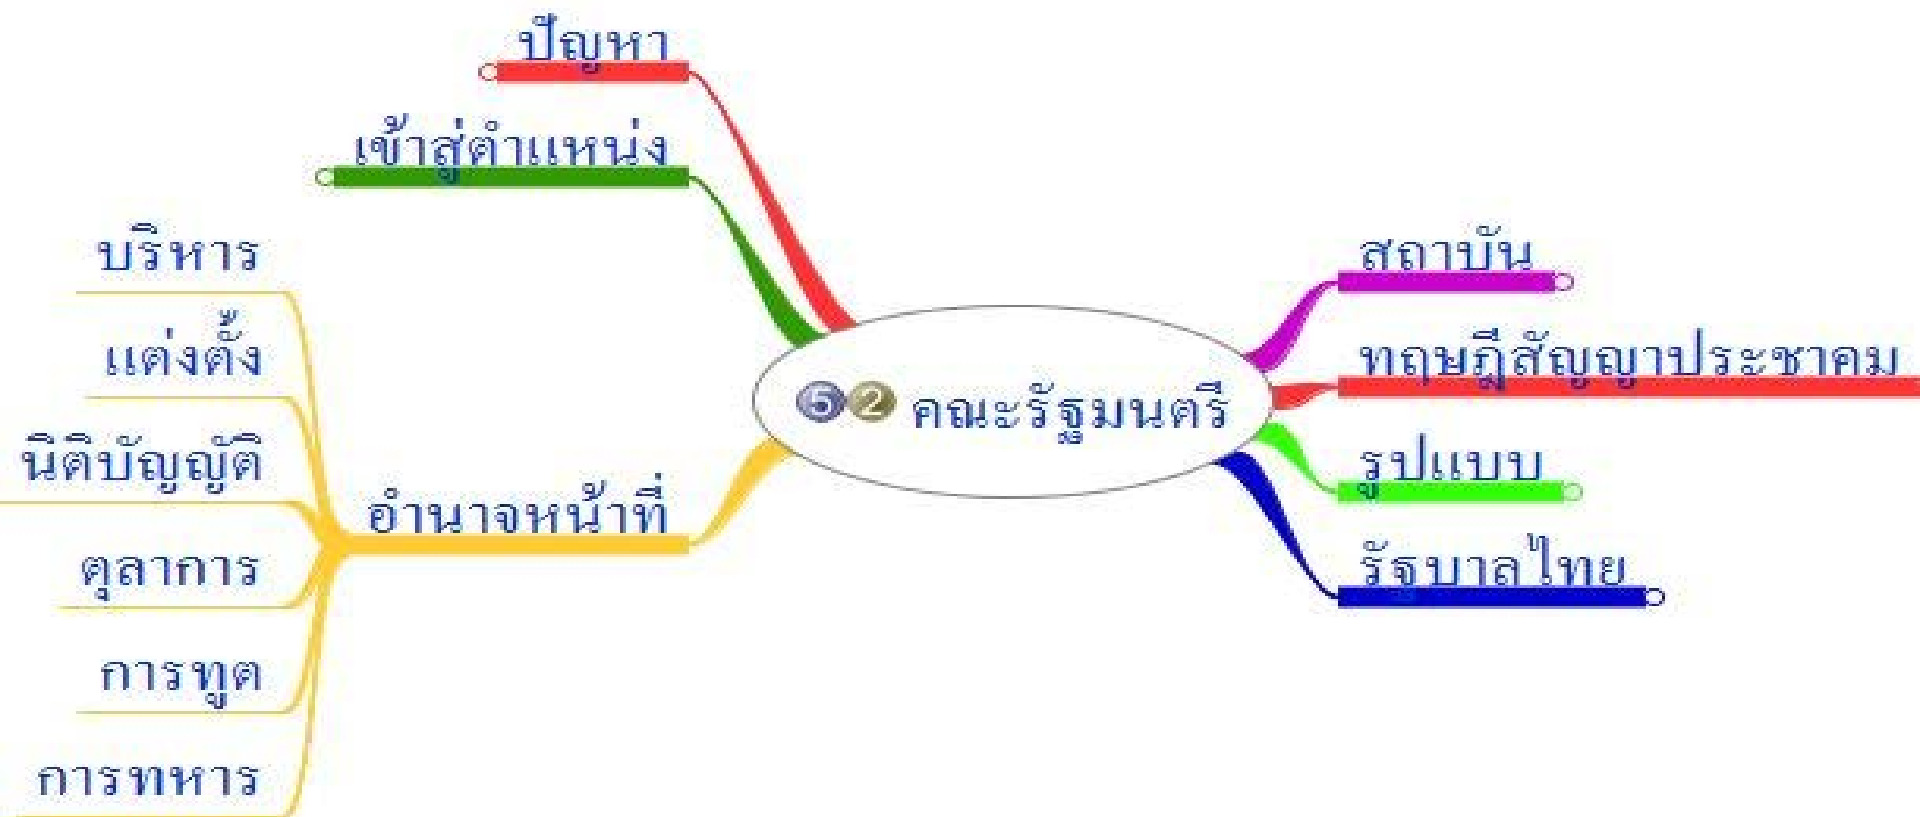 ปัญหา
เข้าสู่ตำแหน่ง
บริหาร
แต่งตั้ง
นิติบัญญัติ
ตุลาการ
การทูต
การทหาร
อำนาจหน้าที่
5 2 คณะรัฐมนตรี
สถาบัน
ทฤษฎีสัญญาประชาคม
รูปแบบ
รัฐบาลไทย